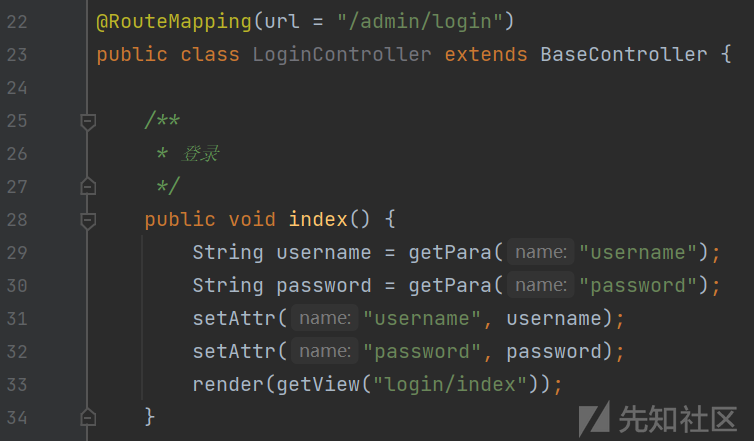 22 @RouteMapping(url = "/admin/login")
23 public class LoginController extends BaseController {
24
25 /**
26 * 登录
27 */
28 public void index() {
29 String username = getPara( name: "username");
30 String password = getPara( name: "password");
31 setAttr( name: "username", username);
32 setAttr( name: "password", password);
33 render(getView("login/index"));
34 }
先知社区